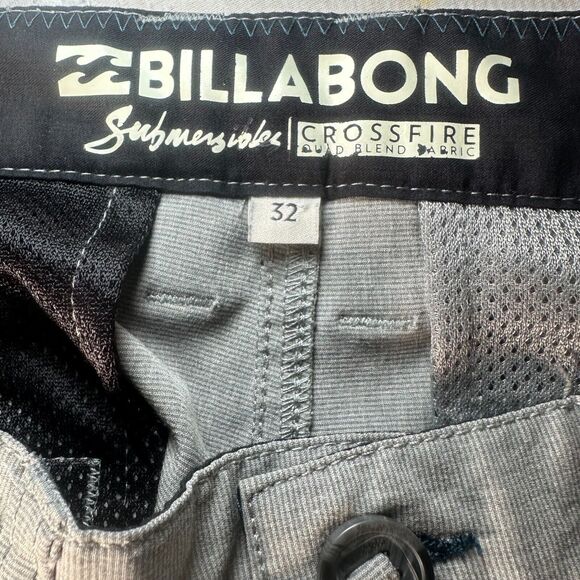 BILLABONG
Submersibles | CROSSFIRE
QUAD BLEND FABRIC
32